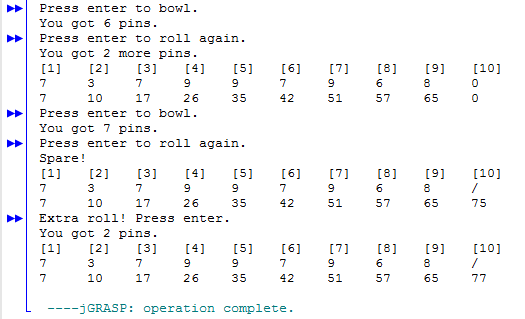 Press enter to bowl.
You got 6 pins.
Press enter to roll again.
You got 2 more pins.
[1] [2] [3] [4] [5] [6] [7] [8] [9] [10]
7 3 7 9 9 7 9 6 8 0
7 10 17 26 35 42 51 57 65 0
Press enter to bowl.
You got 7 pins.
Press enter to roll again.
Spare!
[1] [2] [3] [4] [5] [6] [7] [8] [9] [10]
7 3 7 9 9 7 9 6 8 /
7 10 17 26 35 42 51 57 65 75
Extra roll! Press enter.
You got 2 pins.
[1] [2] [3] [4] [5] [6] [7] [8] [9] [10]
7 3 7 9 9 7 9 6 8 /
7 10 17 26 35 42 51 57 65 77
----jGRASP: operation complete.